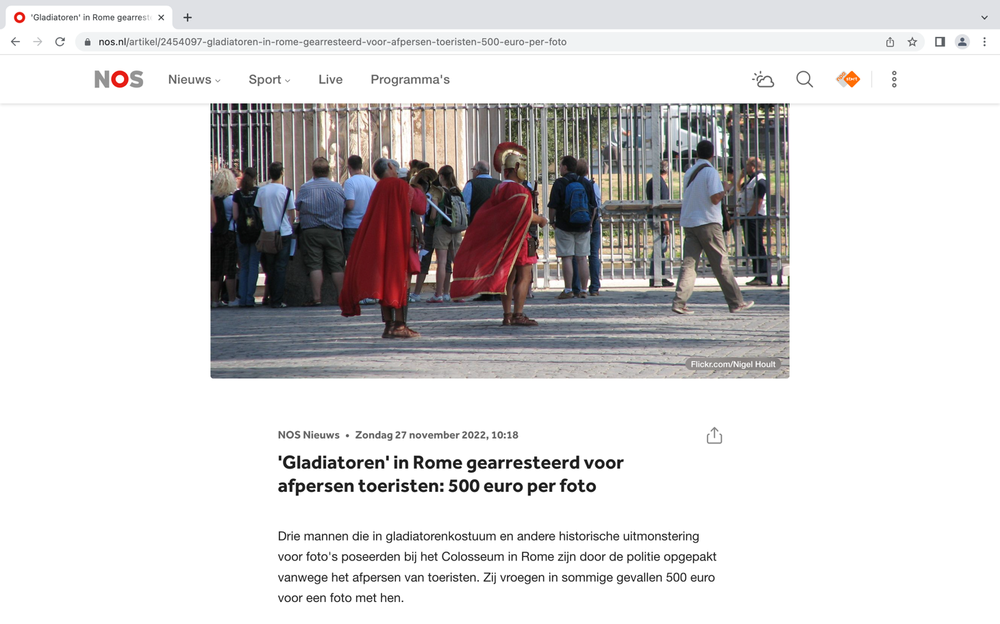 'Gladiatoren' in Rome gearrest
nos.nl/artikel/2454097-gladiatoren-in-rome-gearresteerd-voor-afpersen-toeristen-500-euro-per-foto
NOS Nieuws Sport Live Programma's npo start
Flickr.com/Nigel Hoult
NOS Nieuws • Zondag 27 november 2022, 10:18
'Gladiatoren' in Rome gearresteerd voor
afpersen toeristen: 500 euro per foto
Drie mannen die in gladiatorenkostuum en andere historische uitmonstering
voor foto's poseerden bij het Colosseum in Rome zijn door de politie opgepakt
vanwege het afpersen van toeristen. Zij vroegen in sommige gevallen 500 euro
voor een foto met hen.